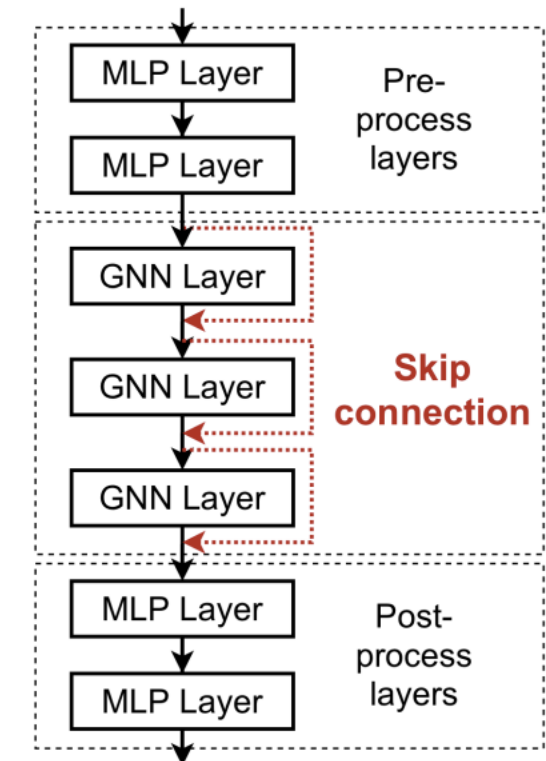 MLP Layer
Pre-
process
layers
MLP Layer
GNN Layer
GNN Layer
Skip
connection
GNN Layer
MLP Layer
Post-
process
layers
MLP Layer